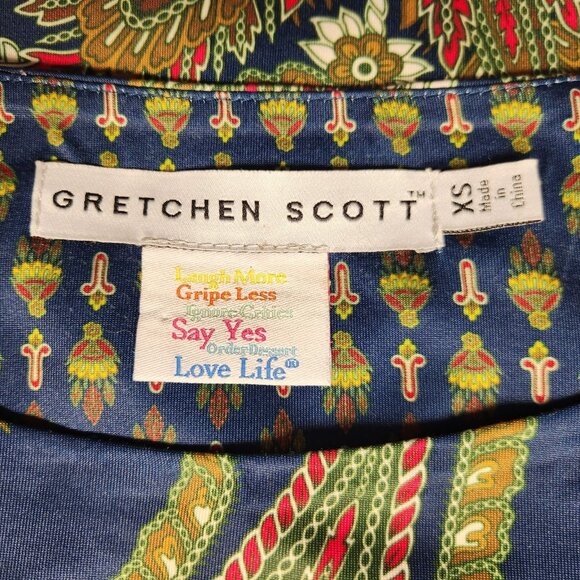 GRETCHEN SCOTT™
XS
Made
in
China
Laugh More
Gripe Less
Ignore Critics
Say Yes
Order Dessert
Love Life®